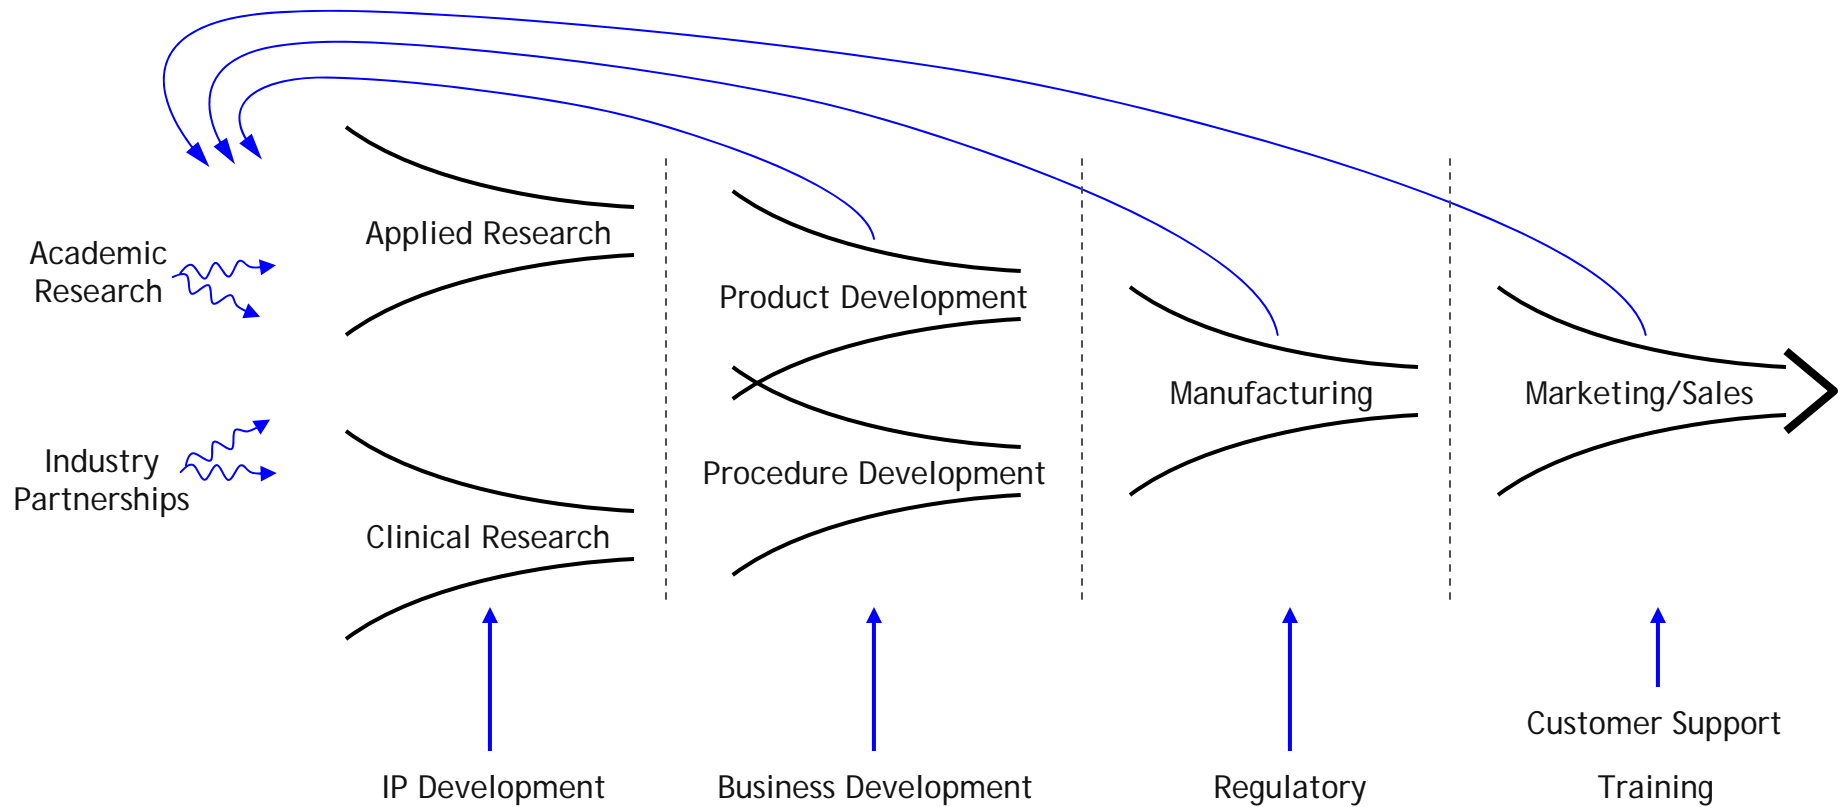 Academic
Research
Industry
Partnerships
Applied Research
Clinical Research
Product Development
Procedure Development
Manufacturing
Marketing/Sales
IP Development
Business Development
Regulatory
Customer Support
Training